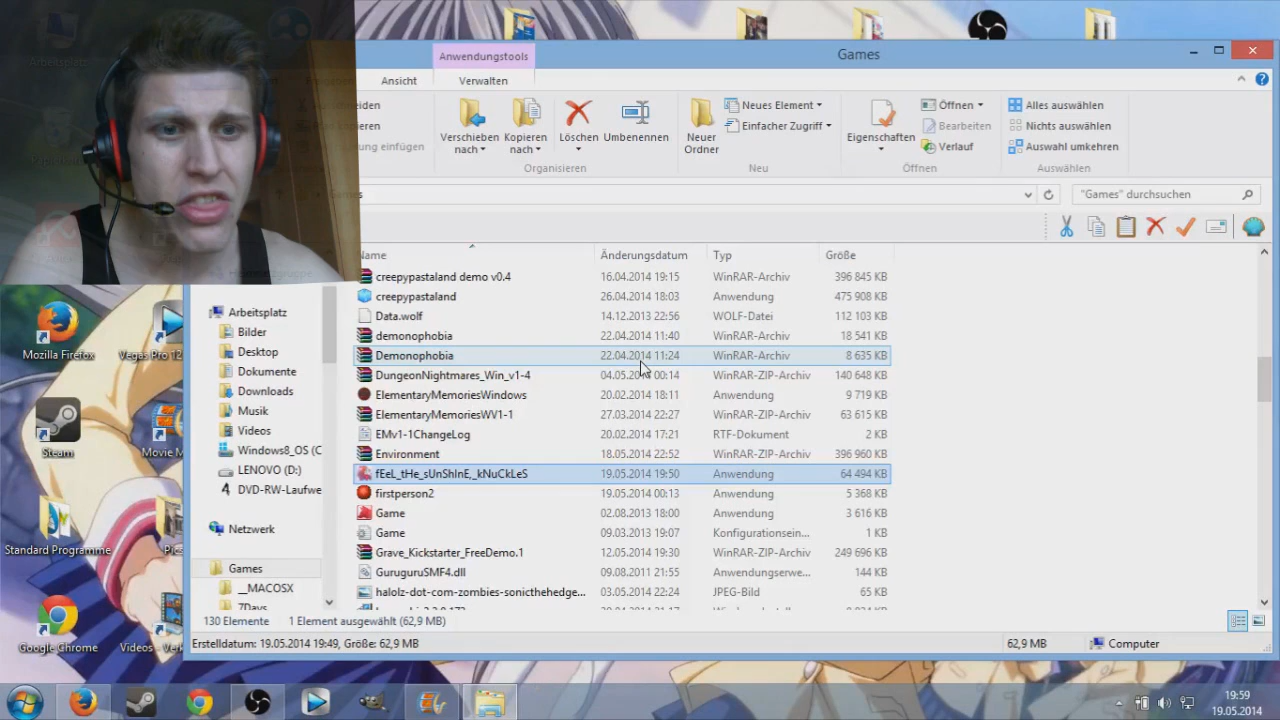 Arbeitsplatz
Anwendungstools
Games
Ansicht
Verwalten
Verschieben nach
Kopieren nach
Löschen
Umbenennen
Organisieren
Neuer Ordner
Neues Element
Einfacher Zugriff
Neu
Eigenschaften
Öffnen
Bearbeiten
Verlauf
Öffnen
Alles auswählen
Nichts auswählen
Auswahl umkehren
Auswählen
"Games" durchsuchen
Name Änderungsdatum Typ Größe
creepypastaland demo v0.4 16.04.2014 19:15 WinRAR-Archiv 396 845 KB
creepypastaland 26.04.2014 18:03 Anwendung 475 908 KB
Data.wolf 14.12.2013 22:56 WOLF-Datei 112 103 KB
demonophobia 22.04.2014 11:40 WinRAR-Archiv 18 541 KB
Demonophobia 22.04.2014 11:24 WinRAR-Archiv 8 635 KB
DungeonNightmares_Win_v1-4 04.05.2014 00:14 WinRAR-ZIP-Archiv 140 648 KB
ElementaryMemoriesWindows 20.02.2014 18:11 Anwendung 9 719 KB
ElementaryMemoriesWV1-1 27.03.2014 22:27 WinRAR-ZIP-Archiv 63 615 KB
EMv1-1ChangeLog 20.02.2014 17:21 RTF-Dokument 2 KB
Environment 18.05.2014 22:52 WinRAR-ZIP-Archiv 396 960 KB
fEeL_tHe_sUnShInE,_kNuCkLeS 19.05.2014 19:50 Anwendung 64 494 KB
firstperson2 19.05.2014 00:13 Anwendung 5 368 KB
Game 02.08.2013 18:00 Anwendung 3 616 KB
Game 09.03.2013 19:07 Konfigurationsein... 1 KB
Grave_Kickstarter_FreeDemo.1 12.05.2014 19:30 WinRAR-ZIP-Archiv 249 696 KB
GuruguruSMF4.dll 09.08.2011 21:55 Anwendungserwe... 144 KB
halolz-dot-com-zombies-sonicthehedge... 03.05.2014 22:24 JPEG-Bild 65 KB
Arbeitsplatz
Bilder
Desktop
Dokumente
Downloads
Musik
Videos
Windows8_OS (C
LENOVO (D:)
DVD-RW-Laufwe
Netzwerk
Games
__MACOSX
7Days
130 Elemente 1 Element ausgewählt (62,9 MB)
Erstelldatum: 19.05.2014 19:49, Größe: 62,9 MB
62,9 MB
Computer
Mozilla Firefox
Vegas Pro 12
Steam
Movie M
Standard Programme
Google Chrome
19:59
19.05.2014